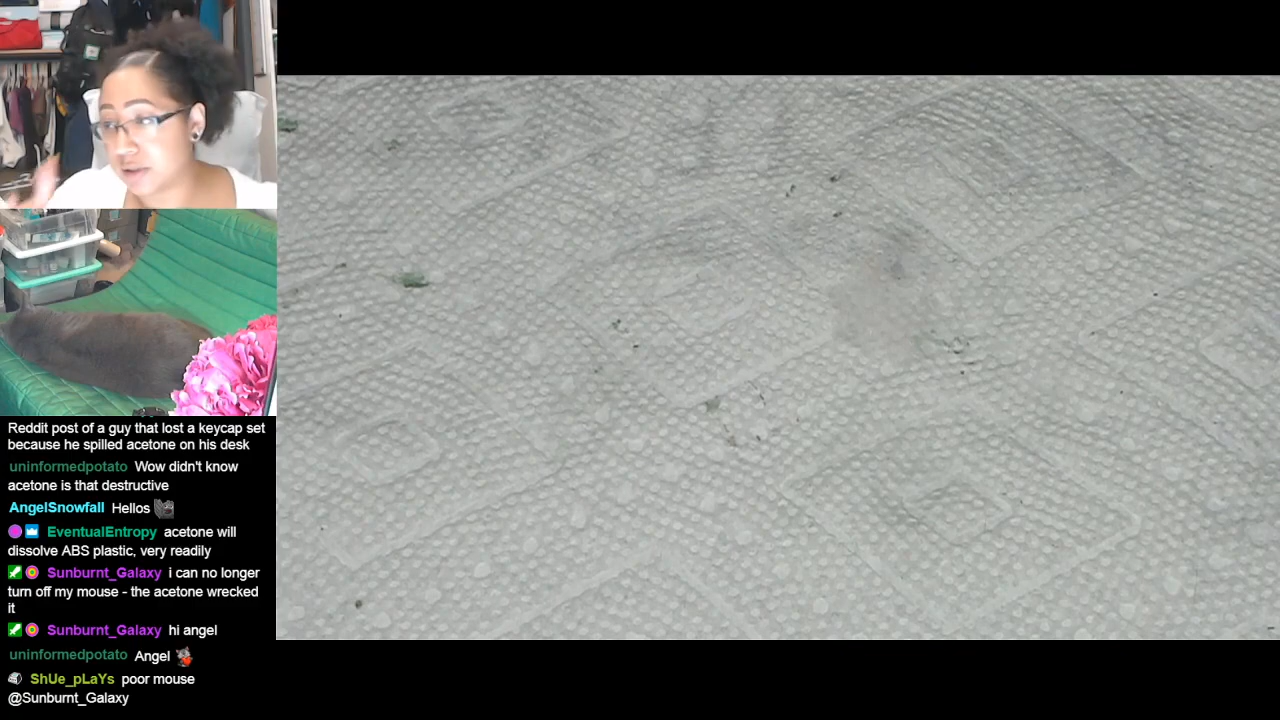 Reddit post of a guy that lost a keycap set
because he spilled acetone on his desk
uninformedpotato Wow didn't know
acetone is that destructive
AngelSnowfall Hellos
EventualEntropy acetone will
dissolve ABS plastic, very readily
Sunburnt_Galaxy i can no longer
turn off my mouse - the acetone wrecked
it
Sunburnt_Galaxy hi angel
uninformedpotato Angel
ShUe_pLaYs poor mouse
@Sunburnt_Galaxy